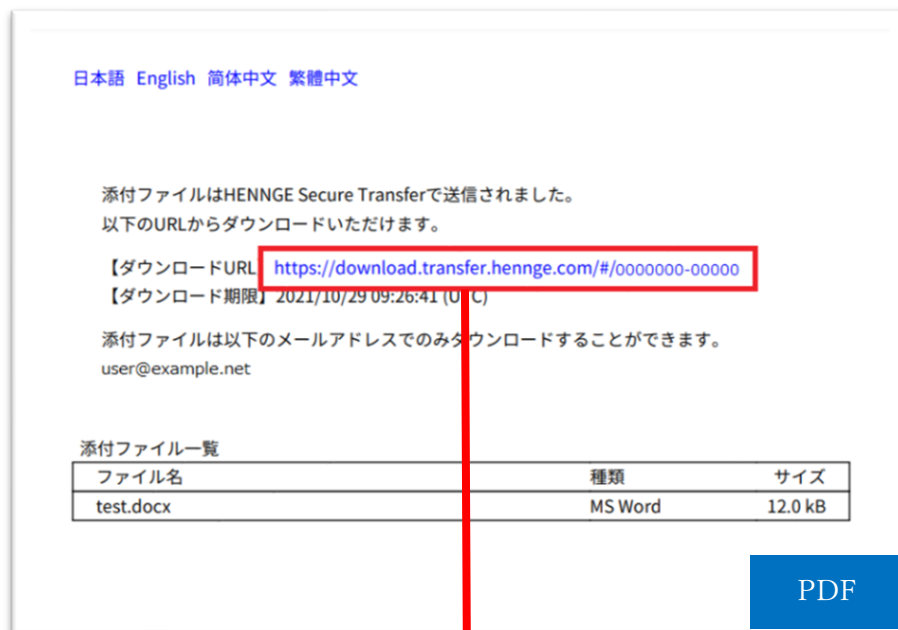 日本語 English 简体中文 繁體中文
添付ファイルはHENNGE Secure Transferで送信されました。
以下のURLからダウンロードいただけます。
【ダウンロードURL https://download.transfer.hennge.com/#/0000000-00000
【ダウンロード期限】2021/10/29 09:26:41 (UTC)
添付ファイルは以下のメールアドレスでのみダウンロードすることができます。
user@example.net
添付ファイル一覧
ファイル名 種類 サイズ
test.docx MS Word 12.0 kB
PDF